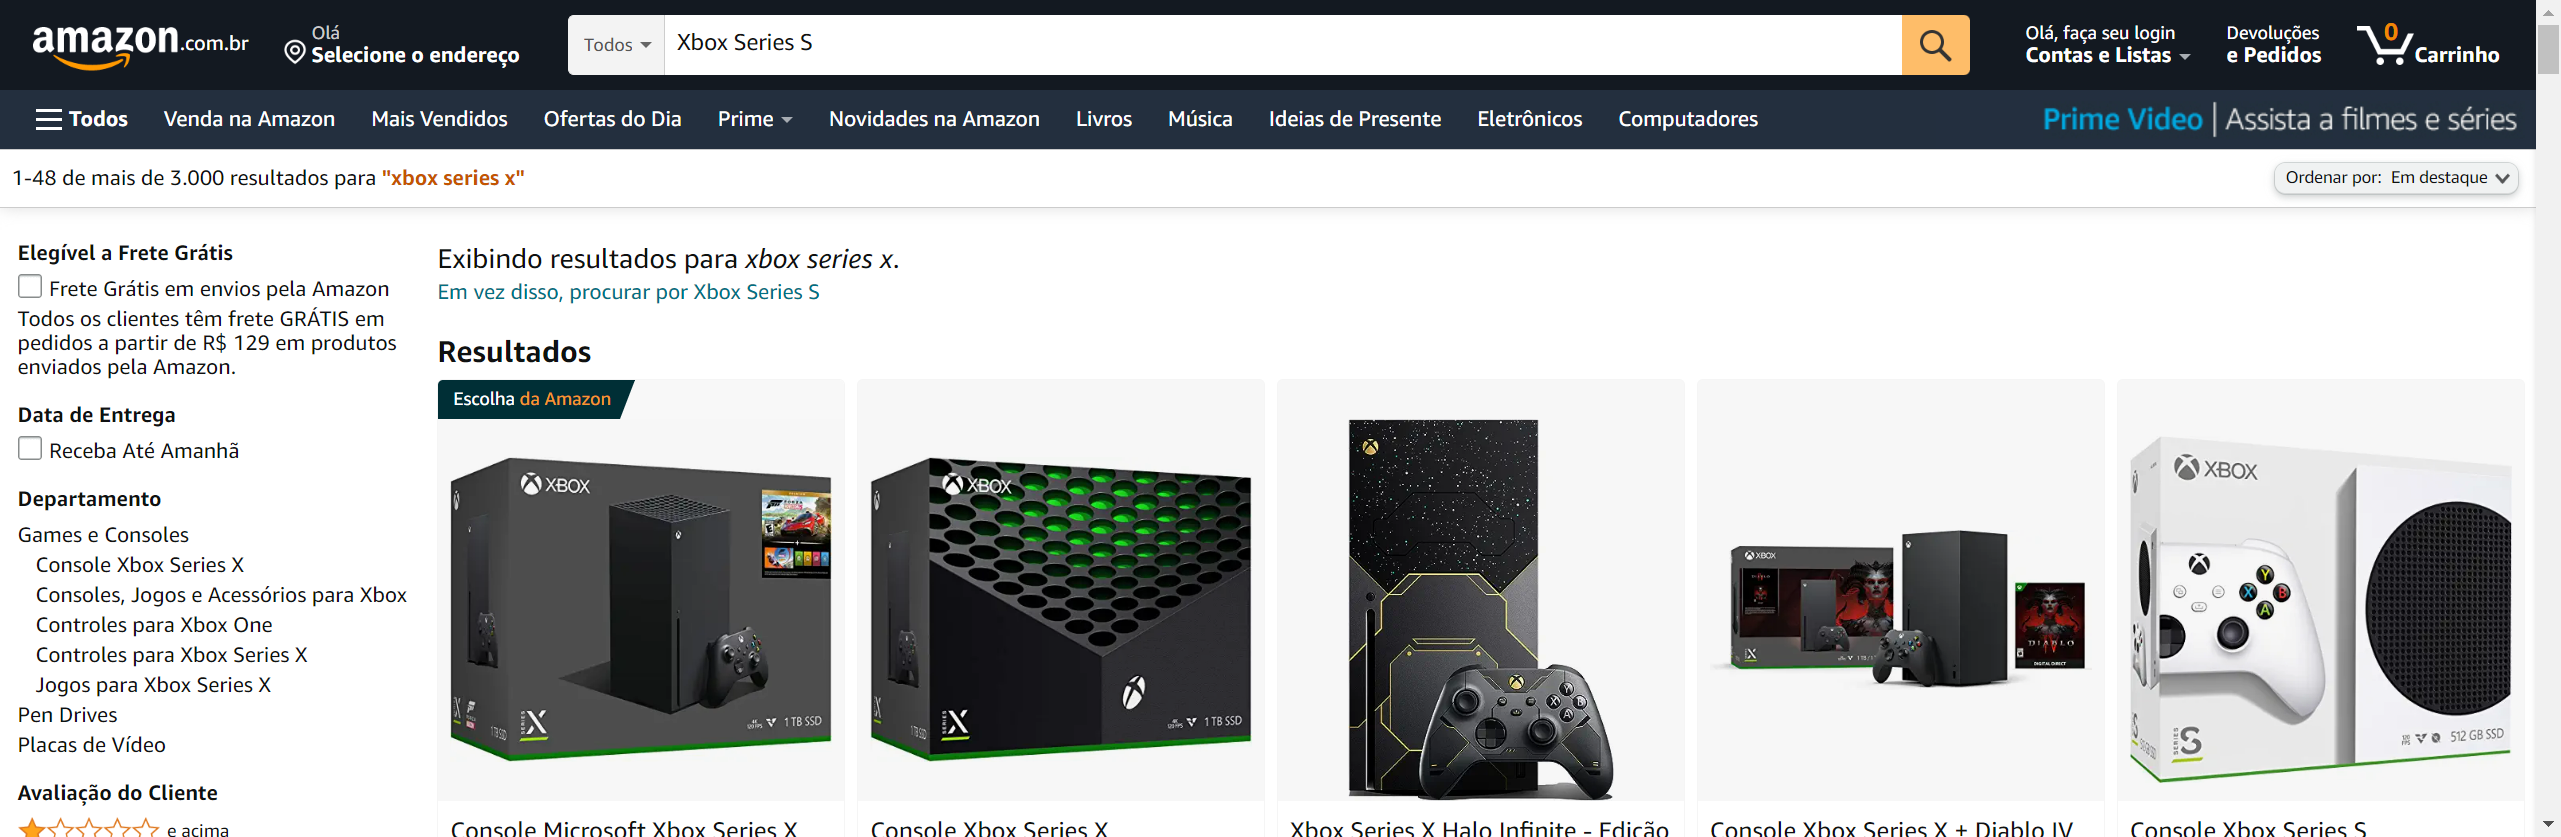 amazon.com.br
Olá
Selecione o endereço
Todos
Xbox Series S
Olá, faça seu login
Contas e Listas
Devoluções
e Pedidos
0
Carrinho
Todos
Venda na Amazon
Mais Vendidos
Ofertas do Dia
Prime
Novidades na Amazon
Livros
Música
Ideias de Presente
Eletrônicos
Computadores
Prime Video | Assista a filmes e séries
1-48 de mais de 3.000 resultados para "xbox series x"
Ordenar por: Em destaque
Elegível a Frete Grátis
Frete Grátis em envios pela Amazon
Todos os clientes têm frete GRÁTIS em
pedidos a partir de R$ 129 em produtos
enviados pela Amazon.
Data de Entrega
Receba Até Amanhã
Departamento
Games e Consoles
Console Xbox Series X
Consoles, Jogos e Acessórios para Xbox
Controles para Xbox One
Controles para Xbox Series X
Jogos para Xbox Series X
Pen Drives
Placas de Vídeo
Avaliação do Cliente
e acima
Exibindo resultados para xbox series x.
Em vez disso, procurar por Xbox Series S
Resultados
Escolha da Amazon
XBOX
SERIES X
1 TB SSD
Console Microsoft Xbox Series X
XBOX
SERIES X
1 TB SSD
Console Xbox Series X
Y
X
B
A
Xbox Series X Halo Infinite - Edição
XBOX
DIABLO
IV
DIGITAL DIRECT
Console Xbox Series X + Diablo IV
XBOX
Y
X
B
A
SERIES S
512 GB SSD
Console Xbox Series S